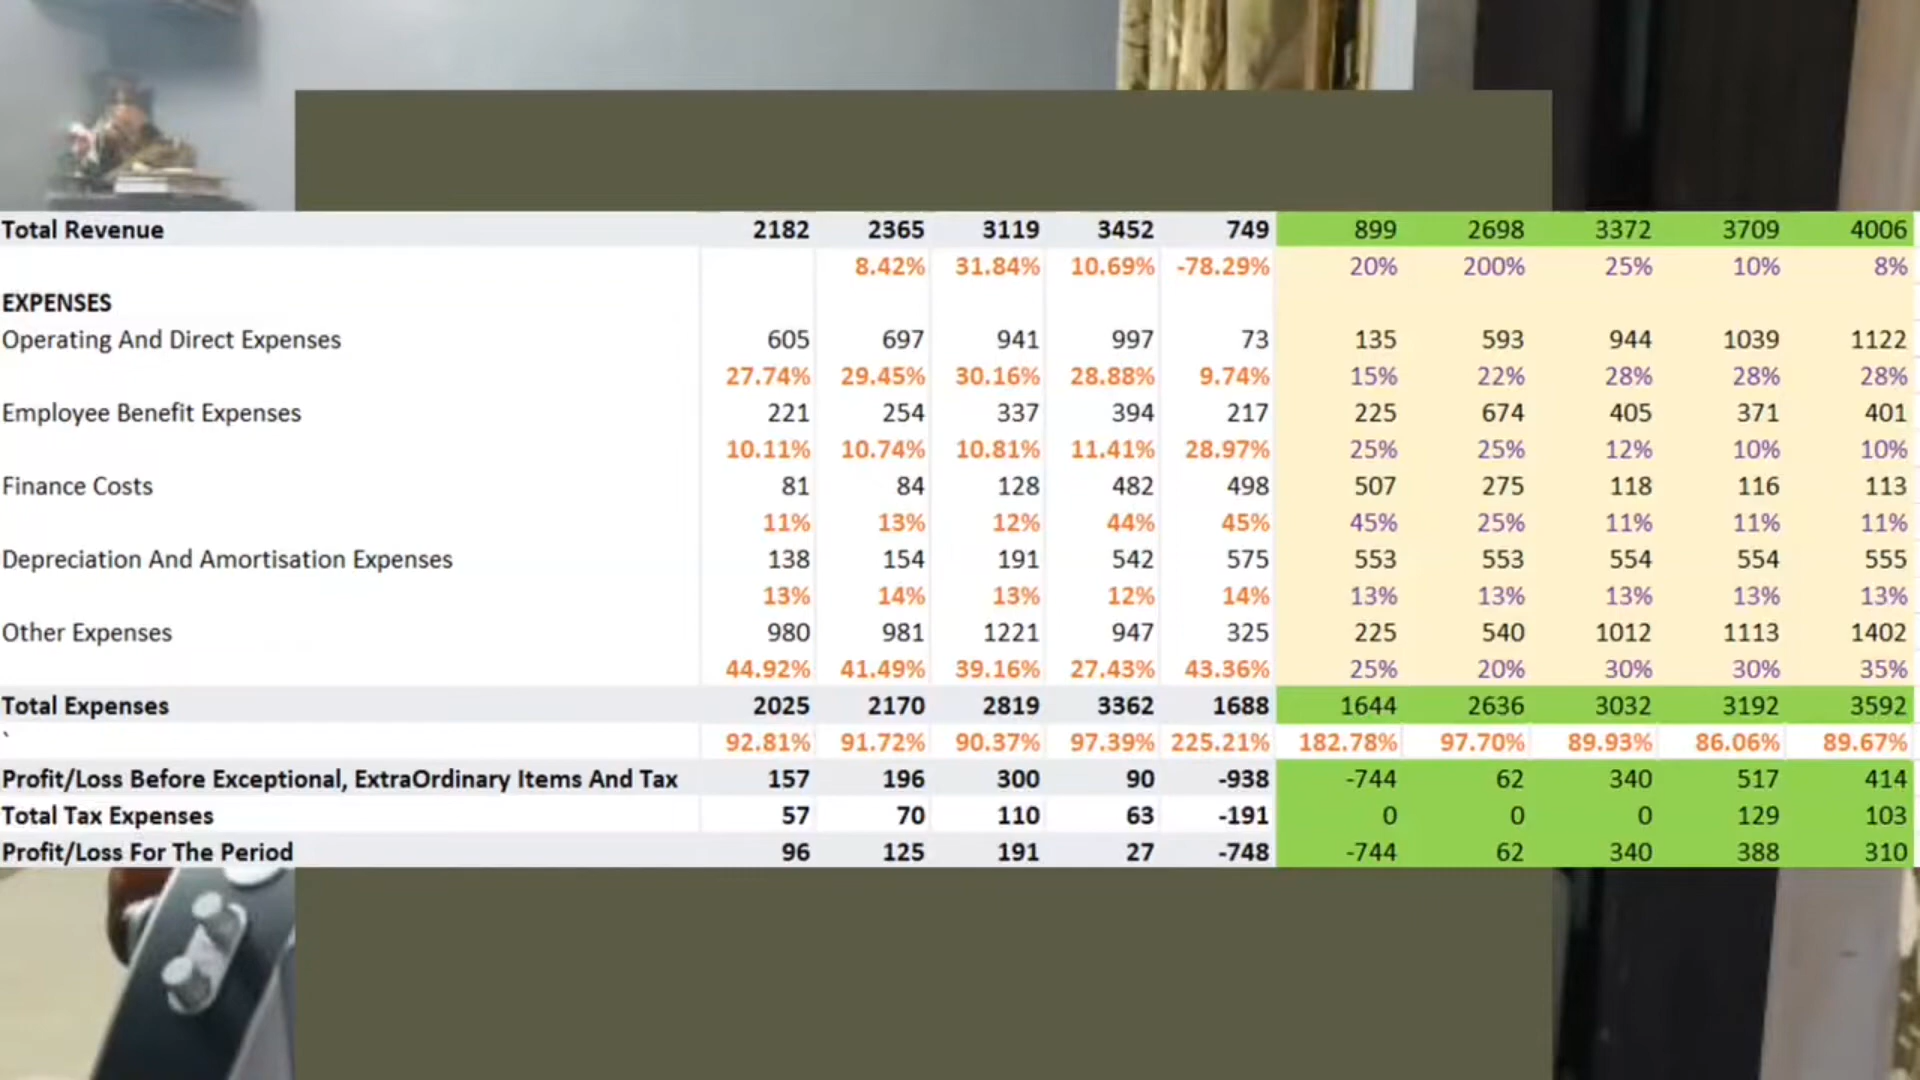 Total Revenue 2182 2365 3119 3452 749 899 2698 3372 3709 4006
8.42% 31.84% 10.69% -78.29% 20% 200% 25% 10% 8%
EXPENSES
Operating And Direct Expenses 605 697 941 997 73 135 593 944 1039 1122
27.74% 29.45% 30.16% 28.88% 9.74% 15% 22% 28% 28% 28%
Employee Benefit Expenses 221 254 337 394 217 225 674 405 371 401
10.11% 10.74% 10.81% 11.41% 28.97% 25% 25% 12% 10% 10%
Finance Costs 81 84 128 482 498 507 275 118 116 113
11% 13% 12% 44% 45% 45% 25% 11% 11% 11%
Depreciation And Amortisation Expenses 138 154 191 542 575 553 553 554 554 555
13% 14% 13% 12% 14% 13% 13% 13% 13% 13%
Other Expenses 980 981 1221 947 325 225 540 1012 1113 1402
44.92% 41.49% 39.16% 27.43% 43.36% 25% 20% 30% 30% 35%
Total Expenses 2025 2170 2819 3362 1688 1644 2636 3032 3192 3592
` 92.81% 91.72% 90.37% 97.39% 225.21% 182.78% 97.70% 89.93% 86.06% 89.67%
Profit/Loss Before Exceptional, ExtraOrdinary Items And Tax 157 196 300 90 -938 -744 62 340 517 414
Total Tax Expenses 57 70 110 63 -191 0 0 0 129 103
Profit/Loss For The Period 96 125 191 27 -748 -744 62 340 388 310